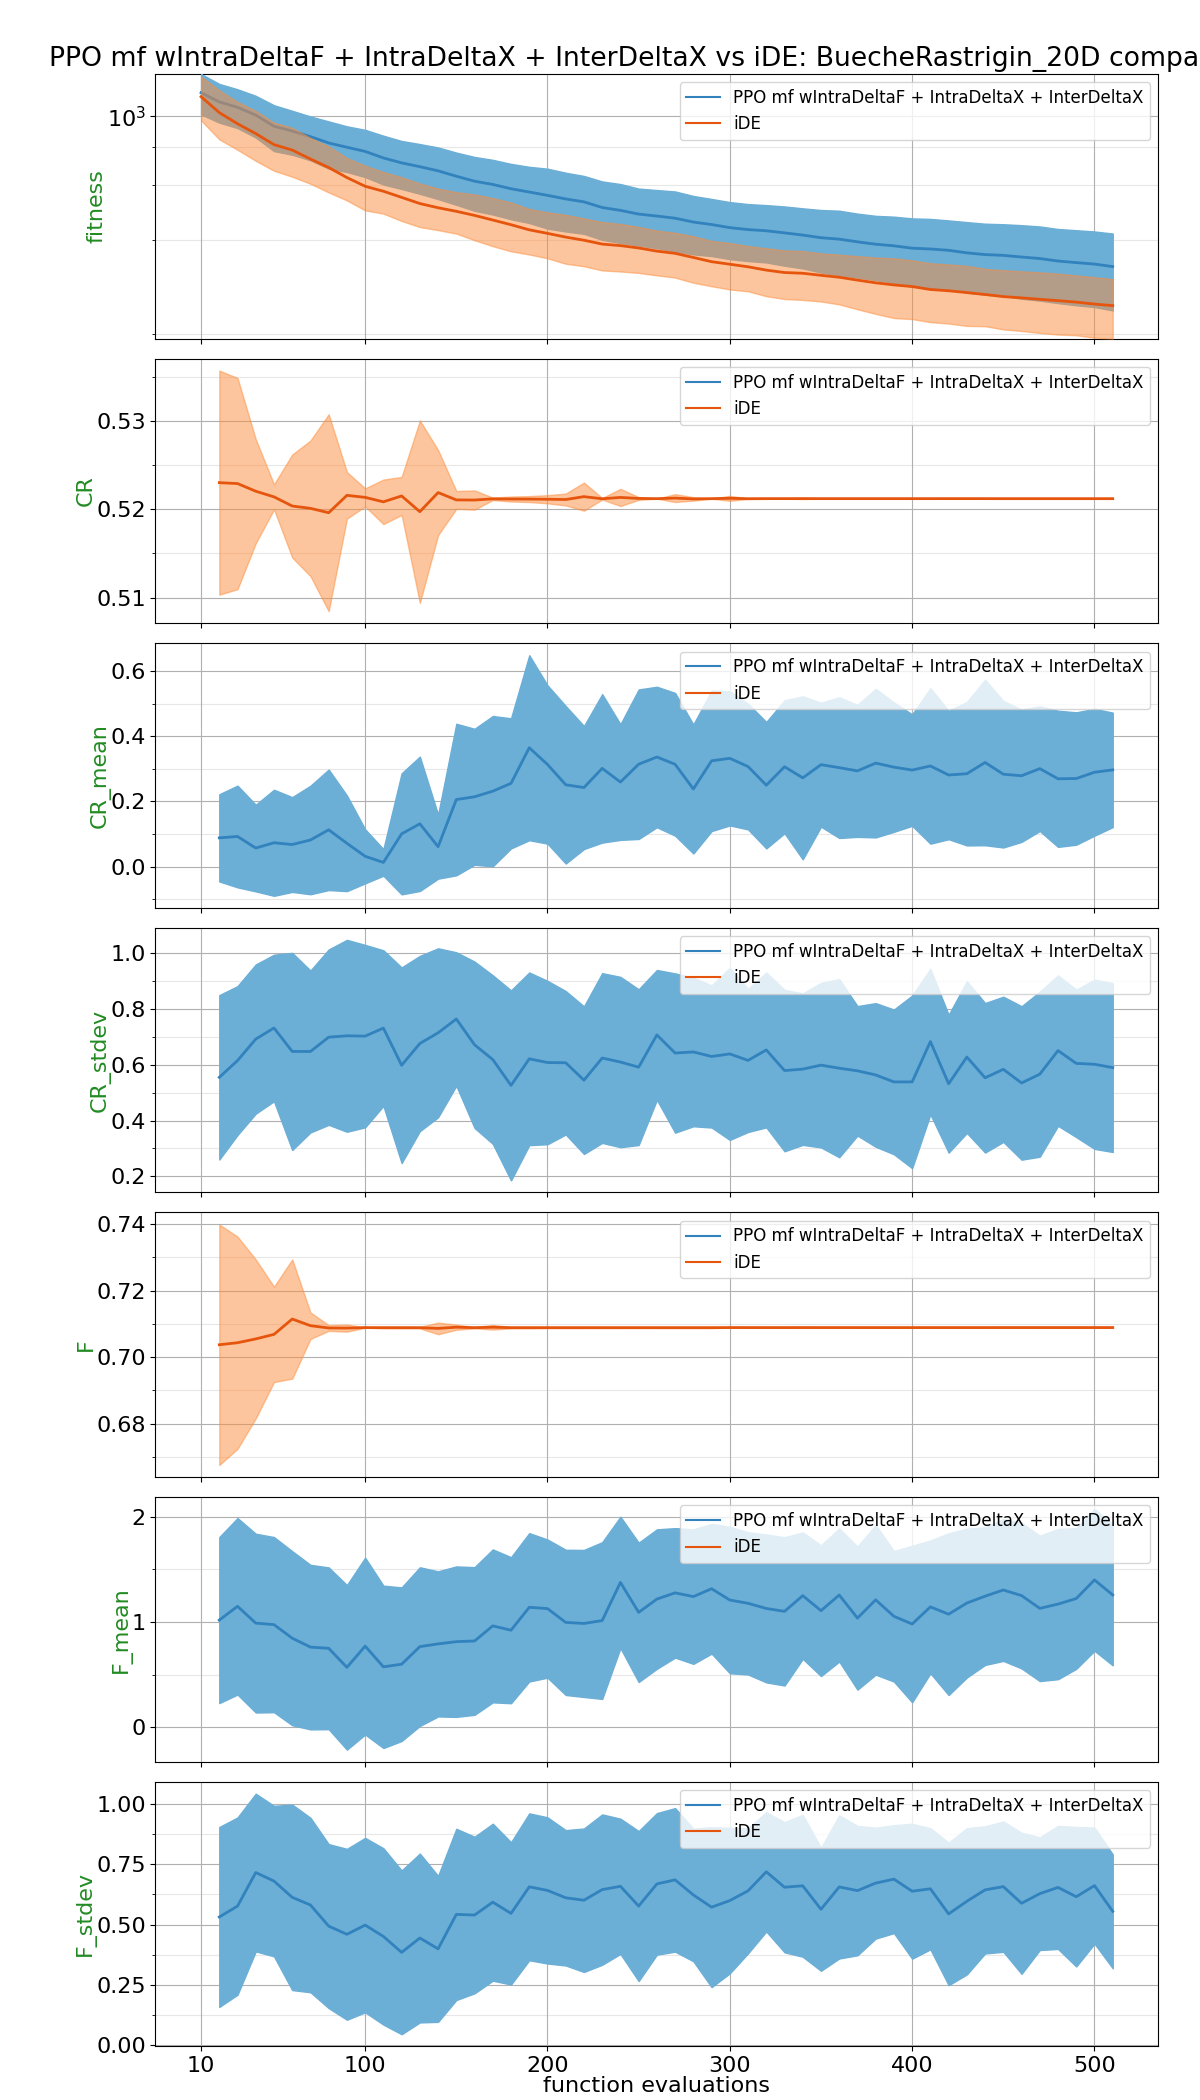 PPO mf wIntraDeltaF + IntraDeltaX + InterDeltaX vs iDE: BuecheRastrigin_20D compa
PPO mf wIntraDeltaF + IntraDeltaX + InterDeltaX
iDE
10³
fitness
PPO mf wIntraDeltaF + IntraDeltaX + InterDeltaX
iDE
0.53
0.52
0.51
CR
PPO mf wIntraDeltaF + IntraDeltaX + InterDeltaX
iDE
0.6
0.4
0.2
0.0
CR_mean
PPO mf wIntraDeltaF + IntraDeltaX + InterDeltaX
iDE
1.0
0.8
0.6
0.4
0.2
CR_stdev
PPO mf wIntraDeltaF + IntraDeltaX + InterDeltaX
iDE
0.74
0.72
0.70
0.68
F
PPO mf wIntraDeltaF + IntraDeltaX + InterDeltaX
iDE
2
1
0
F_mean
PPO mf wIntraDeltaF + IntraDeltaX + InterDeltaX
iDE
1.00
0.75
0.50
0.25
0.00
F_stdev
10 100 200 300 400 500
function evaluations